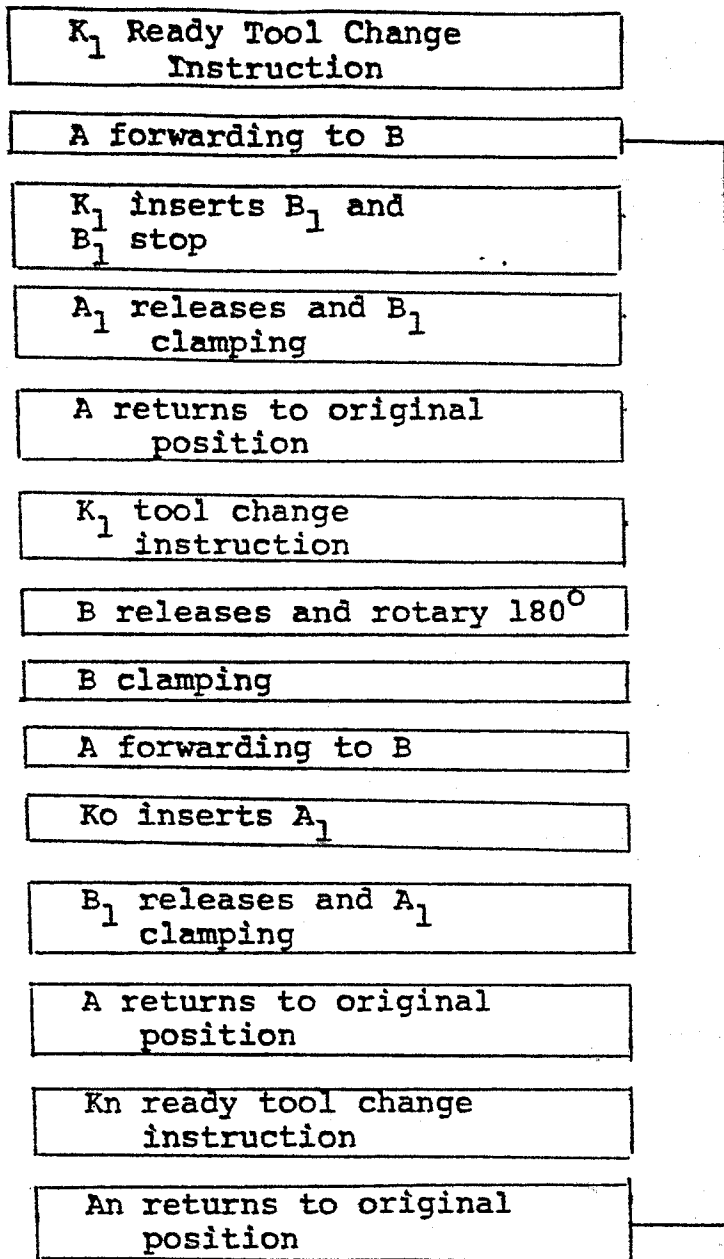 K1 Ready Tool Change
Instruction
A forwarding to B
K1 inserts B1 and
B1 stop
A1 releases and B1
clamping
A returns to original
position
K1 tool change
instruction
B releases and rotary 180°
B clamping
A forwarding to B
Ko inserts A1
B1 releases and A1
clamping
A returns to original
position
Kn ready tool change
instruction
An returns to original
position